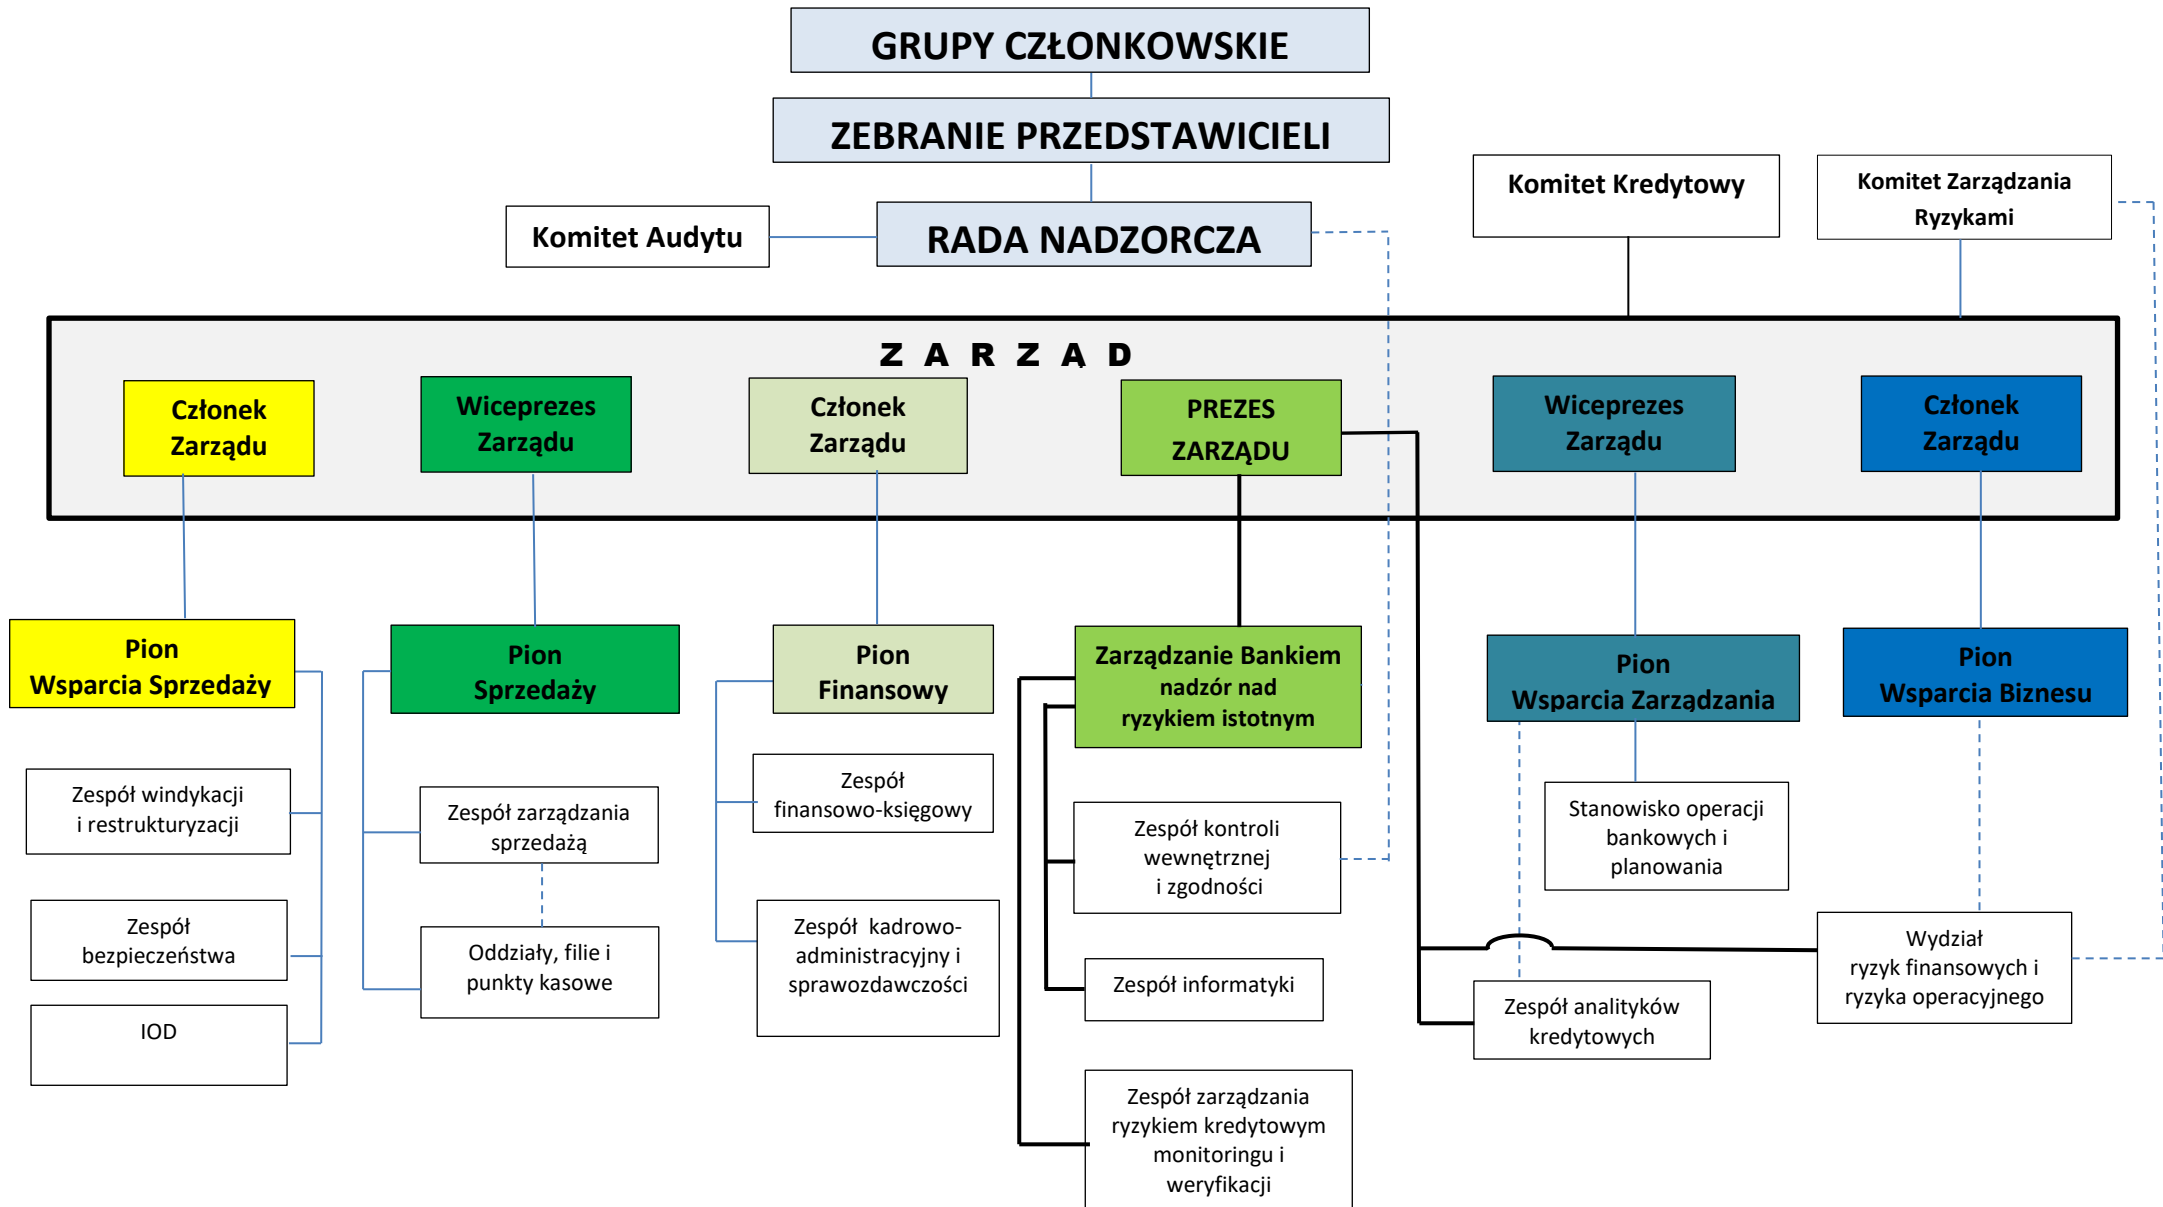 GRUPY CZŁONKOWSKIE
ZEBRANIE PRZEDSTAWICIELI
Komitet Kredytowy
Komitet Zarządzania
Ryzykami
Komitet Audytu
RADA NADZORCZA
Z A R Z Ą D
Członek
Zarządu
Wiceprezes
Zarządu
Członek
Zarządu
PREZES
ZARZĄDU
Wiceprezes
Zarządu
Członek
Zarządu
Pion
Wsparcia Sprzedaży
Pion
Sprzedaży
Pion
Finansowy
Zarządzanie Bankiem
nadzór nad
ryzykiem istotnym
Pion
Wsparcia Zarządzania
Pion
Wsparcia Biznesu
Zespół windykacji
i restrukturyzacji
Zespół zarządzania
sprzedażą
Zespół
finansowo-księgowy
Zespół kontroli
wewnętrznej
i zgodności
Stanowisko operacji
bankowych i
planowania
Zespół
bezpieczeństwa
Oddziały, filie i
punkty kasowe
Zespół  kadrowo-
administracyjny i
sprawozdawczości
Zespół informatyki
Zespół analityków
kredytowych
Wydział
ryzyk finansowych i
ryzyka operacyjnego
IOD
Zespół zarządzania
ryzykiem kredytowym
monitoringu i
weryfikacji